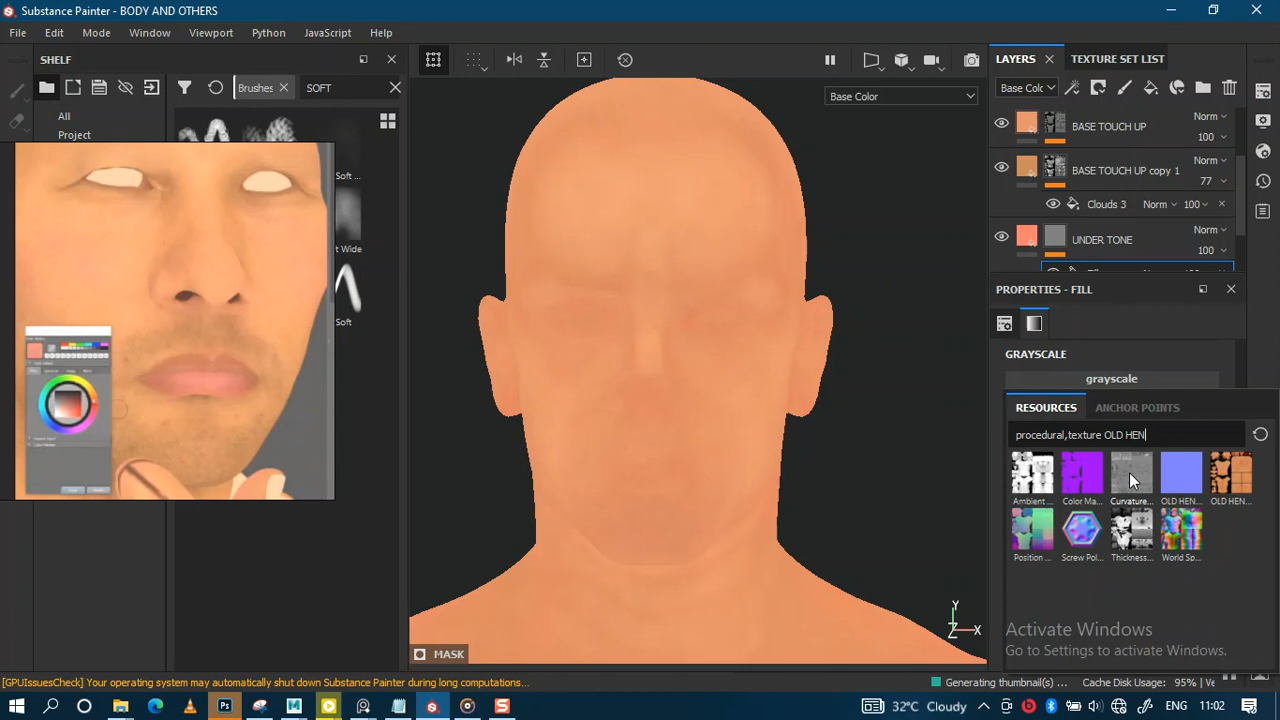 Substance Painter - BODY AND OTHERS
File Edit Mode Window Viewport Python JavaScript Help
SHELF
LAYERS
TEXTURE SET LIST
Brushes
SOFT
Base Color
Base Colc
All
Project
Norm
BASE TOUCH UP
100
Norm
BASE TOUCH UP copy 1
77
Soft ...
Clouds 3 Norm 100
Norm
UNDER TONE
100
t Wide
PROPERTIES - FILL
Soft
GRAYSCALE
grayscale
RESOURCES
ANCHOR POINTS
procedural,texture OLD HEN
Ambient ...
Color Ma...
Curvature...
OLD HEN...
OLD HEN...
Position ...
Screw Pol...
Thickness...
World Sp...
Y
Z
X
Activate Windows
Go to Settings to activate Windows.
MASK
[GPUIssuesCheck] Your operating system may automatically shut down Substance Painter during long computations...
Generating thumbnail(s) ...
Cache Disk Usage: 95% | Ve
32°C Cloudy
ENG
11:02